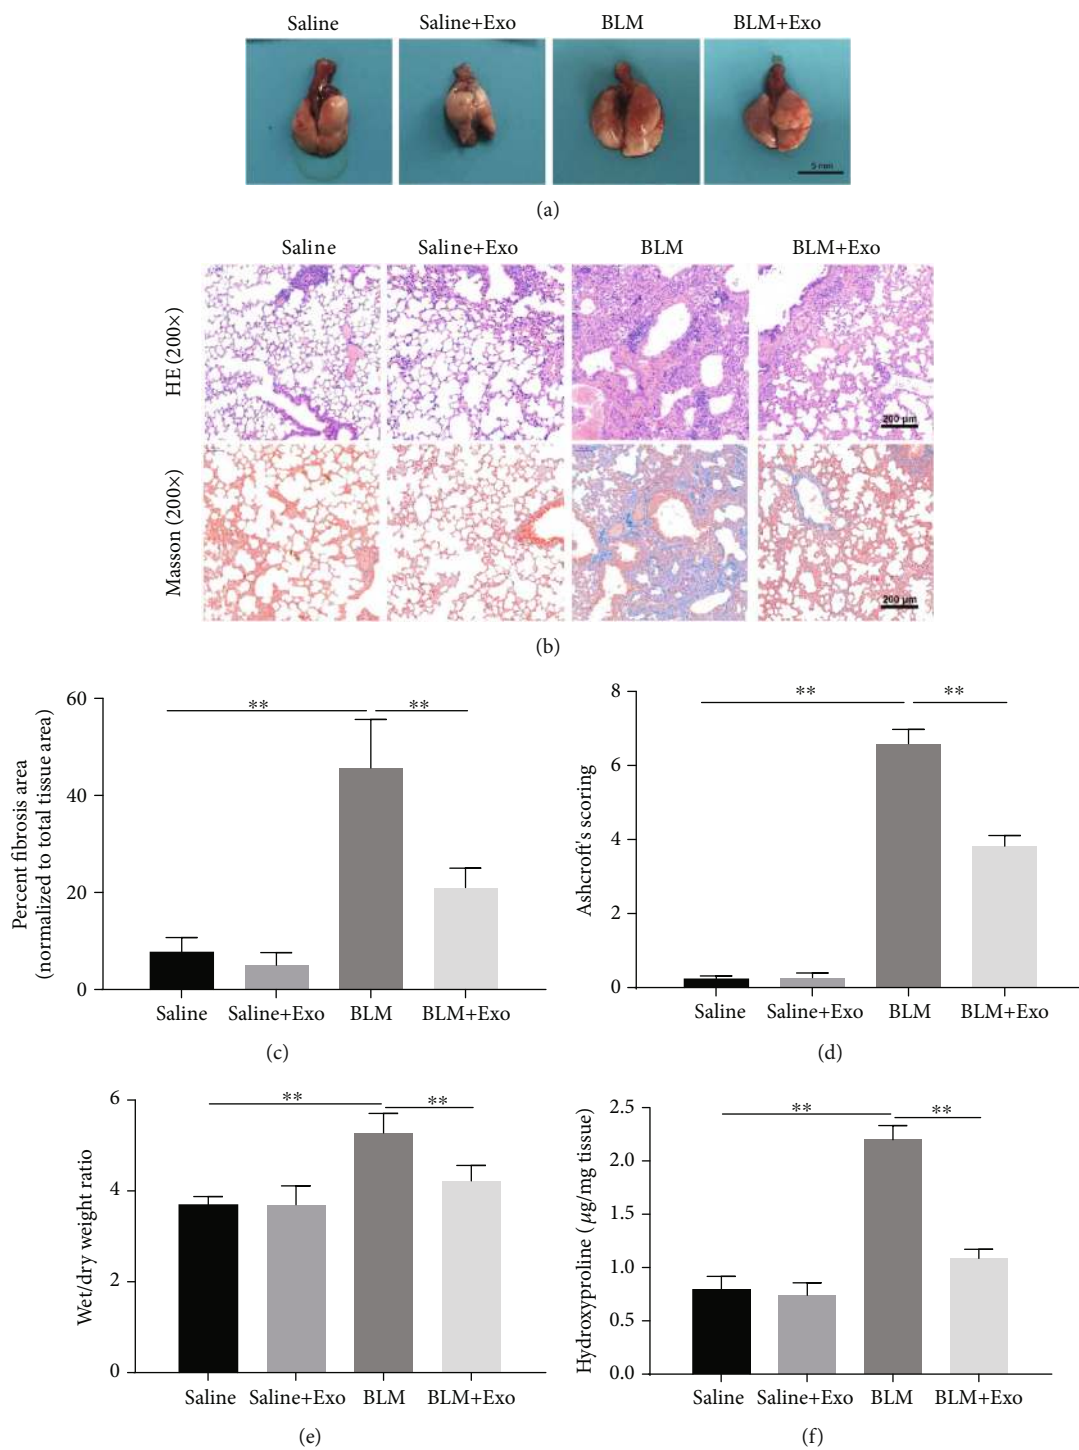 Saline Saline+Exo BLM BLM+Exo
5 mm
(a)
Saline Saline+Exo BLM BLM+Exo
HE (200×)
200 μm
Masson (200×)
200 μm
(b)
Percent fibrosis area
(normalized to total tissue area)
60
40
20
0
** **
Saline Saline+Exo BLM BLM+Exo
(c)
Ashcroft's scoring
8
6
4
2
0
** **
Saline Saline+Exo BLM BLM+Exo
(d)
Wet/dry weight ratio
6
4
2
0
** **
Saline Saline+Exo BLM BLM+Exo
(e)
Hydroxyproline (μg/mg tissue)
2.5
2.0
1.5
1.0
0.5
0.0
** **
Saline Saline+Exo BLM BLM+Exo
(f)